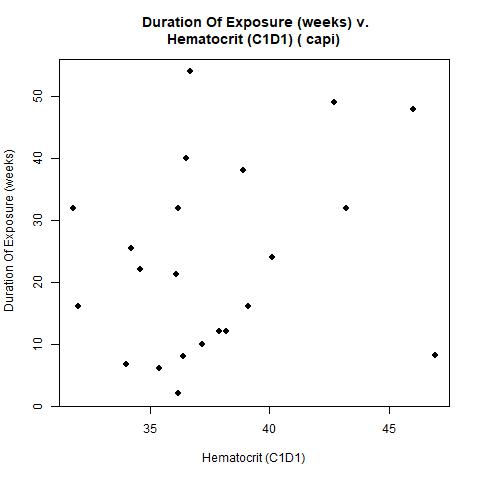 Duration Of Exposure (weeks) v.
Hematocrit (C1D1) ( capi)
Duration Of Exposure (weeks)
50
40
30
20
10
0
35 40 45
Hematocrit (C1D1)